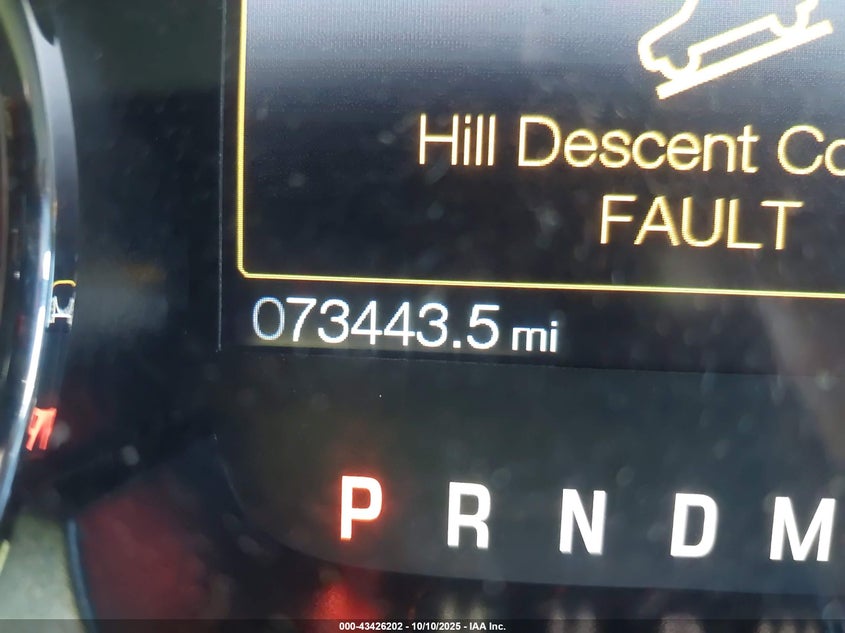 Hill Descent Co
FAULT
073443.5 mi
P R N D M
000-43426202 - 10/10/2025 - IAA Inc.